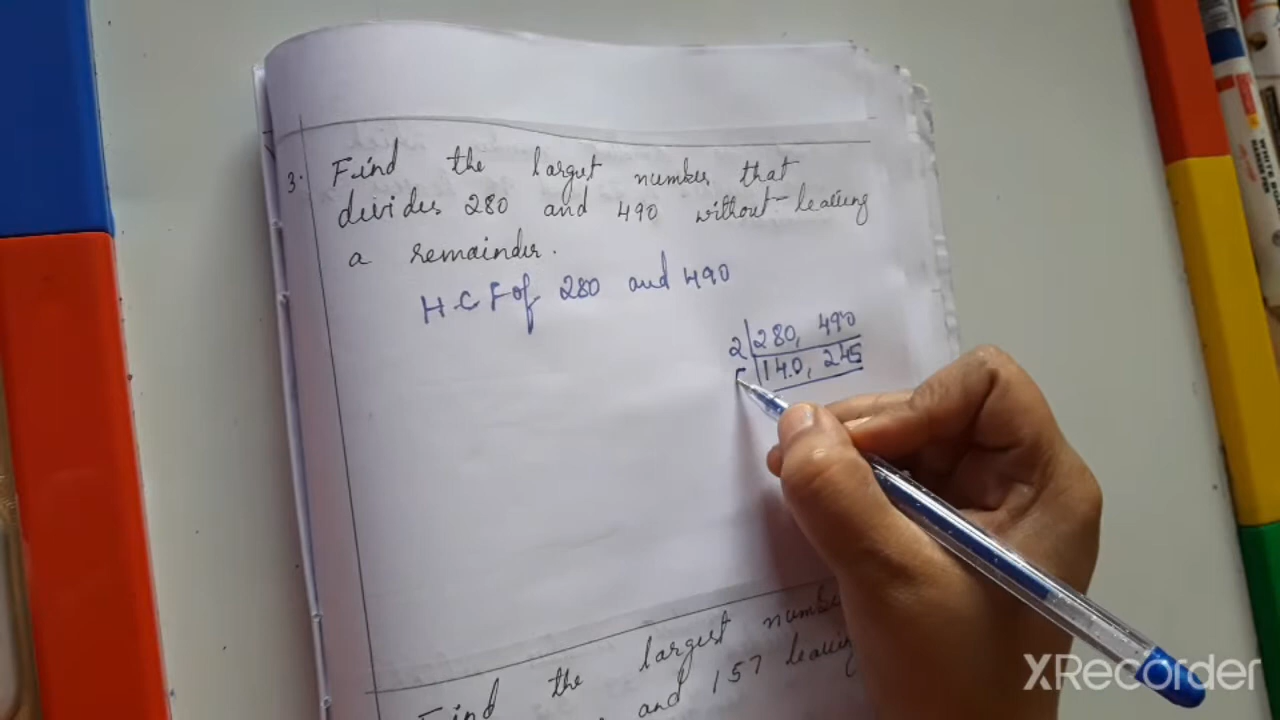 3. Find the largest number that
divides 280 and 490 without leaving
a remainder.
H.C.F of 280 and 490
2 280, 490
5 140, 245
Find the largest number
and 157 leaving
XRecorder